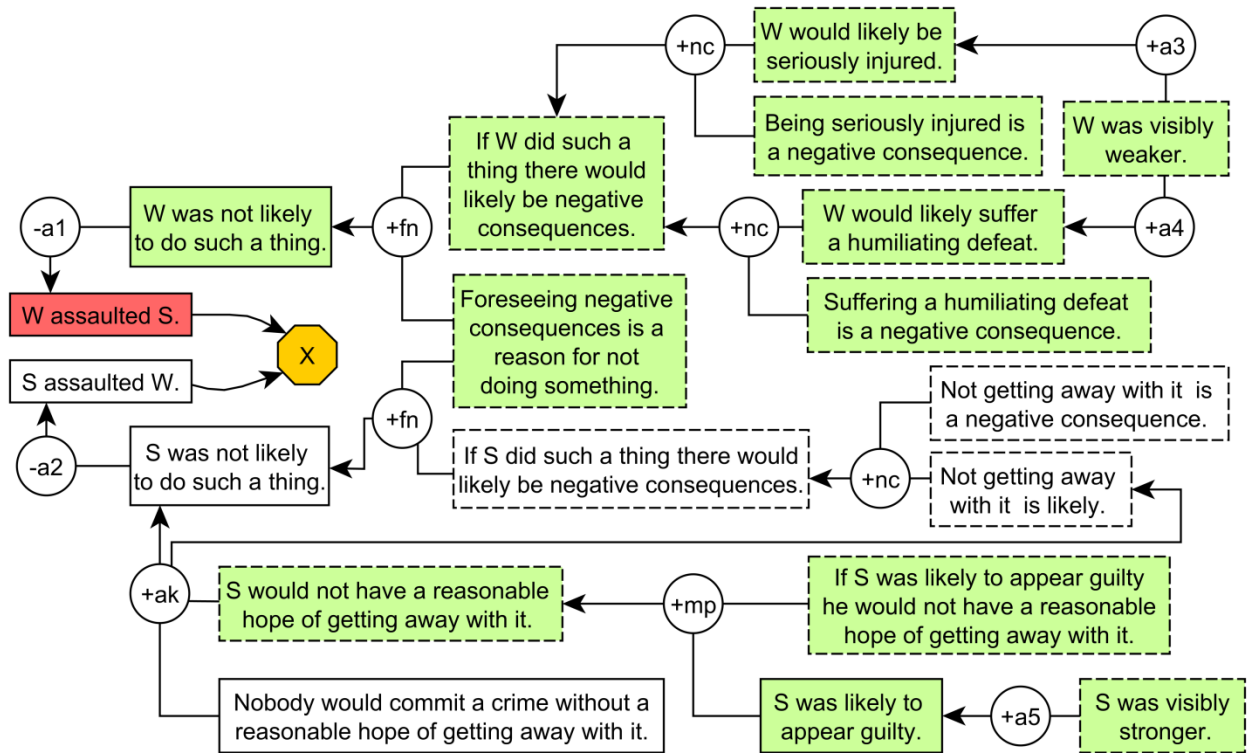 +nc
W would likely be
seriously injured.
+a3
Being seriously injured is
a negative consequence.
W was visibly
weaker.
If W did such a
thing there would
likely be negative
consequences.
-a1
W was not likely
to do such a thing.
+fn
+nc
W would likely suffer
a humiliating defeat.
+a4
W assaulted S.
X
S assaulted W.
Foreseeing negative
consequences is a
reason for not
doing something.
Suffering a humiliating defeat
is a negative consequence.
-a2
S was not likely
to do such a thing.
+fn
If S did such a thing there would
likely be negative consequences.
+nc
Not getting away with it is
a negative consequence.
Not getting away
with it is likely.
+ak
S would not have a reasonable
hope of getting away with it.
+mp
If S was likely to appear guilty
he would not have a reasonable
hope of getting away with it.
Nobody would commit a crime without a
reasonable hope of getting away with it.
S was likely to
appear guilty.
+a5
S was visibly
stronger.